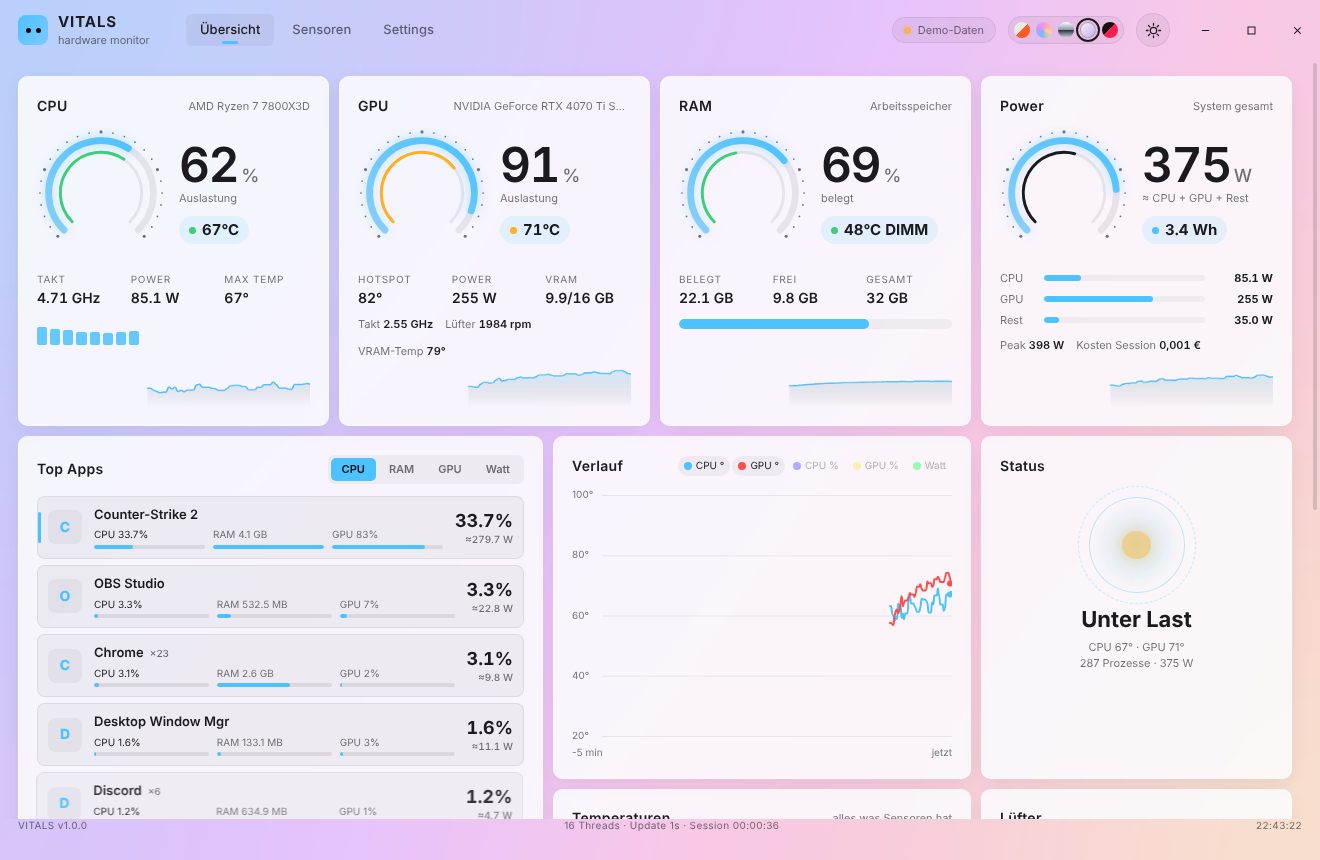 VITALS
hardware monitor
Übersicht
Sensoren
Settings
Demo-Daten
CPU
AMD Ryzen 7 7800X3D
62 %
Auslastung
67°C
TAKT POWER MAX TEMP
4.71 GHz 85.1 W 67°
GPU
NVIDIA GeForce RTX 4070 Ti S...
91 %
Auslastung
71°C
HOTSPOT POWER VRAM
82° 255 W 9.9/16 GB
Takt 2.55 GHz Lüfter 1984 rpm
VRAM-Temp 79°
RAM
Arbeitsspeicher
69 %
belegt
48°C DIMM
BELEGT FREI GESAMT
22.1 GB 9.8 GB 32 GB
Power
System gesamt
375 W
≈ CPU + GPU + Rest
3.4 Wh
CPU 85.1 W
GPU 255 W
Rest 35.0 W
Peak 398 W Kosten Session 0,001 €
Top Apps
CPU RAM GPU Watt
C
Counter-Strike 2
CPU 33.7% RAM 4.1 GB GPU 83%
33.7%
≈279.7 W
O
OBS Studio
CPU 3.3% RAM 532.5 MB GPU 7%
3.3%
≈22.8 W
C
Chrome ×23
CPU 3.1% RAM 2.6 GB GPU 2%
3.1%
≈9.8 W
D
Desktop Window Mgr
CPU 1.6% RAM 133.1 MB GPU 3%
1.6%
≈11.1 W
D
Discord ×6
CPU 1.2% RAM 634.9 MB GPU 1%
1.2%
≈4.7 W
Verlauf
CPU ° GPU ° CPU % GPU % Watt
100°
80°
60°
40°
20°
-5 min jetzt
Status
Unter Last
CPU 67° · GPU 71°
287 Prozesse · 375 W
Temperaturen
alles was Sensoren hat
Lüfter
VITALS v1.0.0
16 Threads · Update 1s · Session 00:00:36
22:43:22